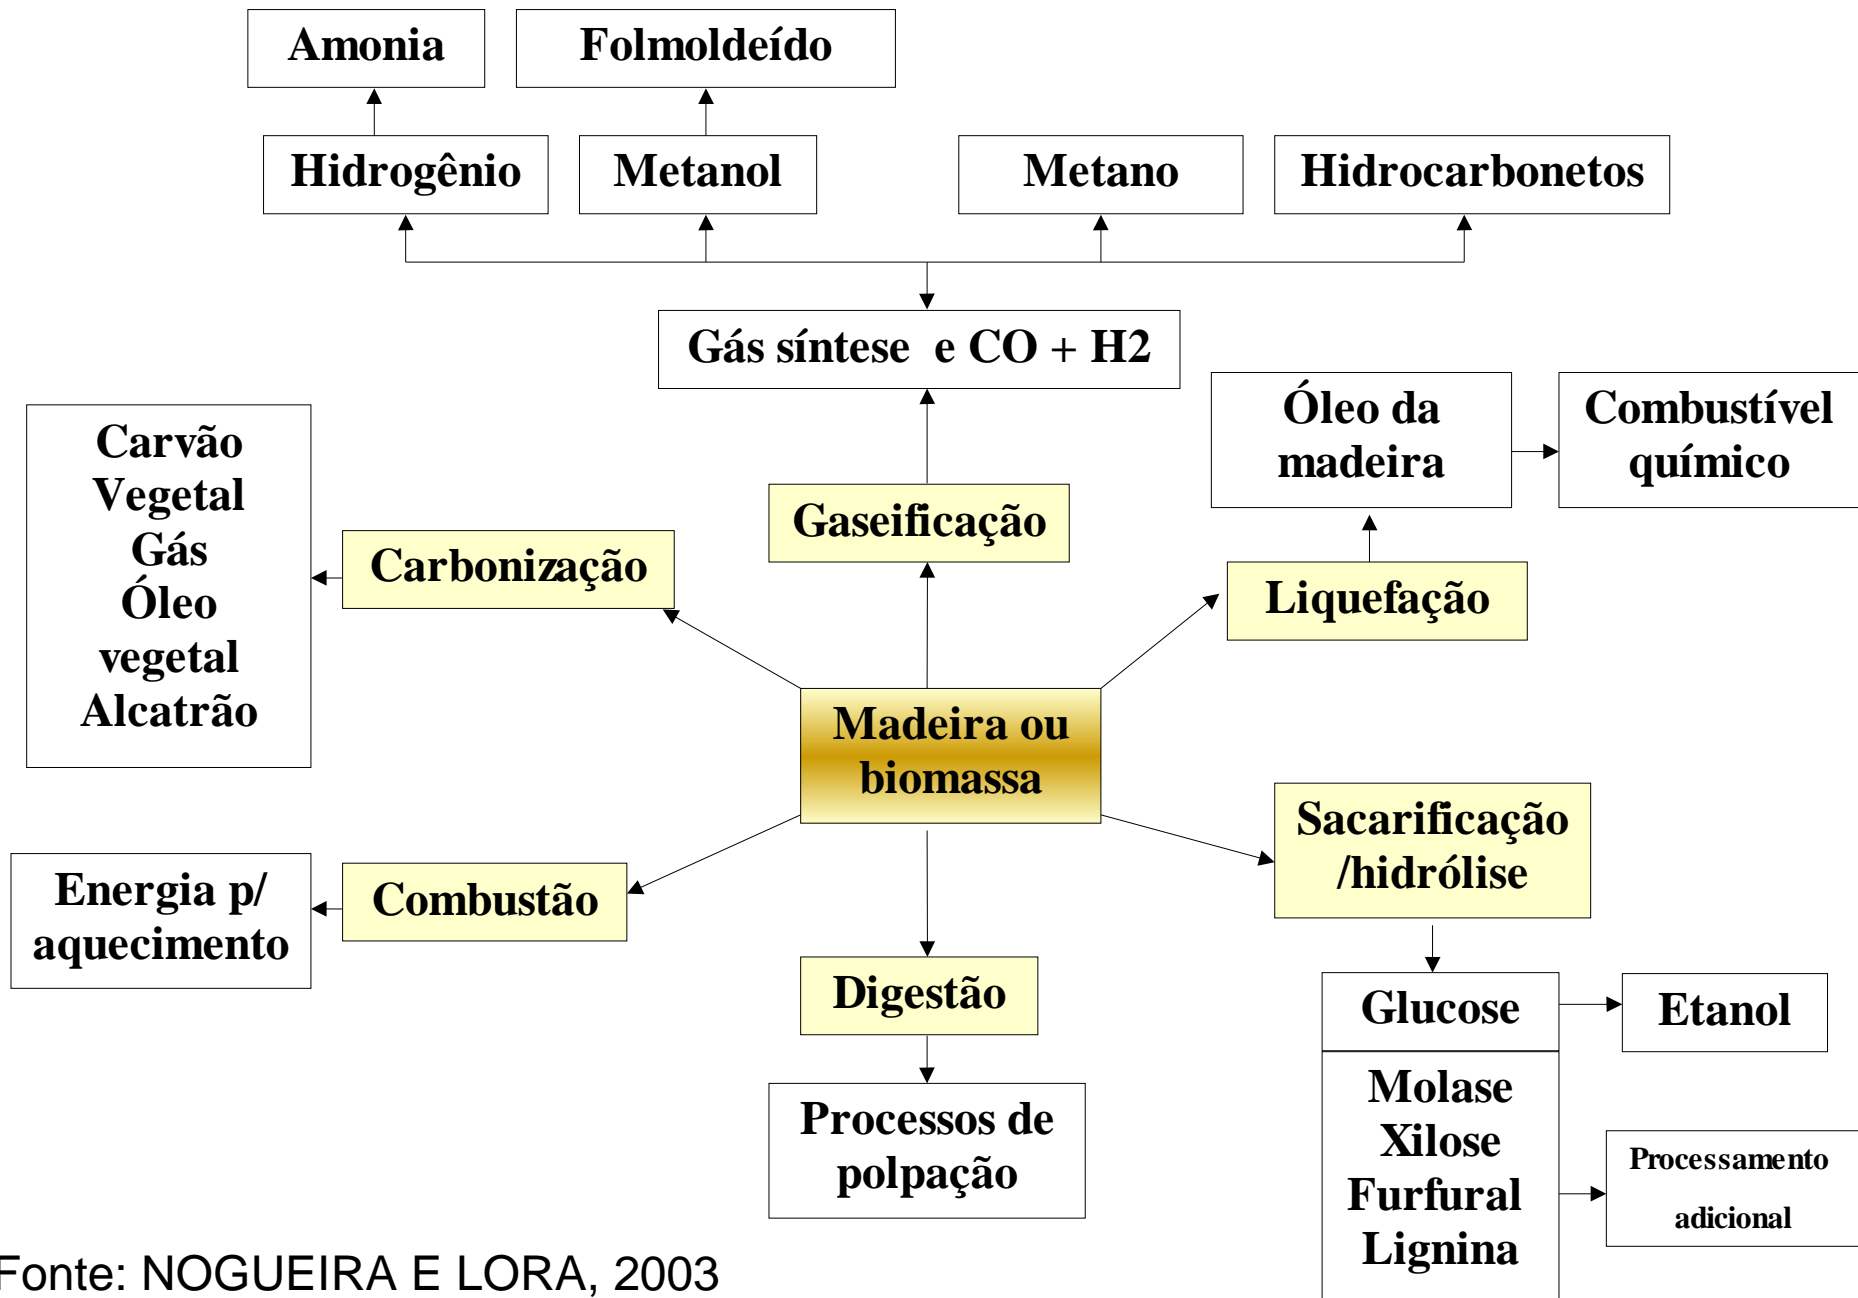 Amonia
Folmoldeído
Hidrogênio
Metanol
Metano
Hidrocarbonetos
Gás síntese  e CO + H2
Óleo da
madeira
Combustível
químico
Carvão
Vegetal
Gás
Óleo
vegetal
Alcatrão
Carbonização
Gaseificação
Liquefação
Madeira ou
biomassa
Sacarificação
/hidrólise
Energia p/
aquecimento
Combustão
Digestão
Glucose
Etanol
Processos de
polpação
Molase
Xilose
Furfural
Lignina
Processamento
adicional
Fonte: NOGUEIRA E LORA, 2003